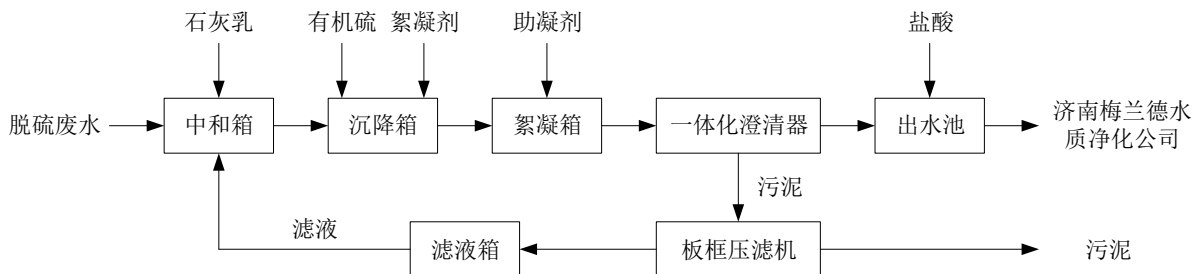 石灰乳
有机硫
絮凝剂
助凝剂
盐酸
脱硫废水
中和箱
沉降箱
絮凝箱
一体化澄清器
出水池
济南梅兰德水
质净化公司
污泥
滤液
滤液箱
板框压滤机
污泥